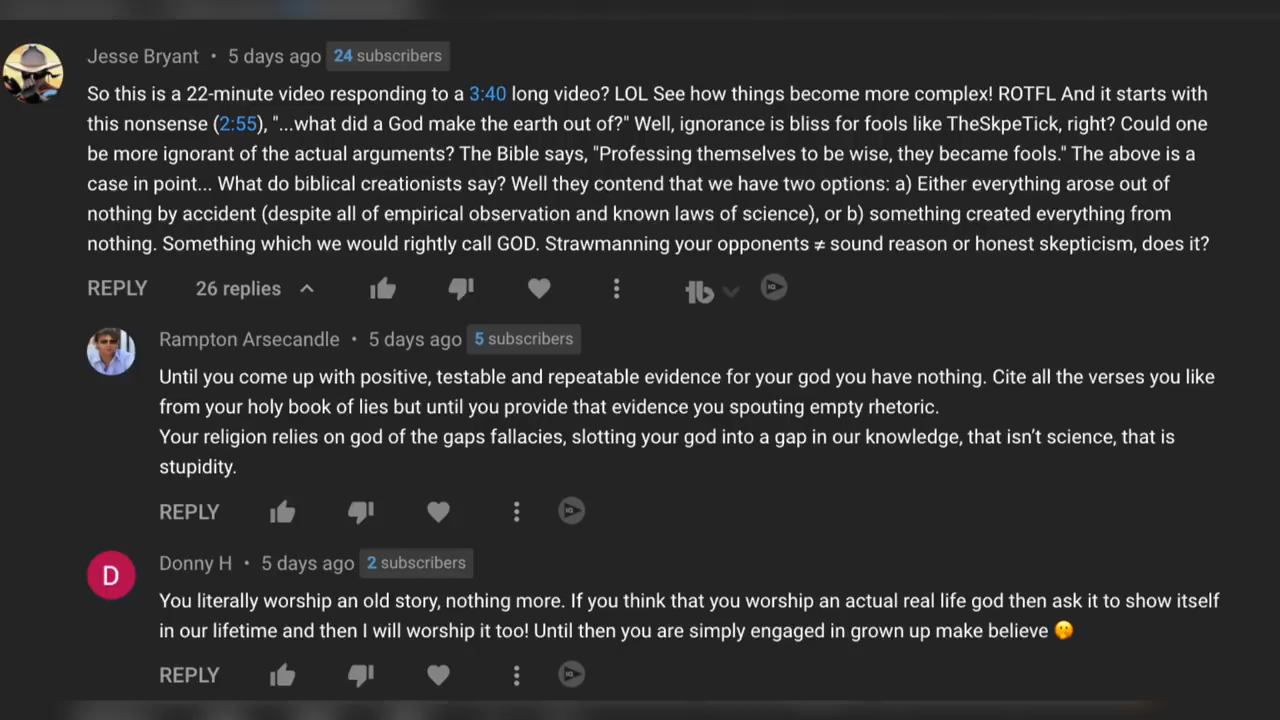 Jesse Bryant • 5 days ago 24 subscribers
So this is a 22-minute video responding to a 3:40 long video? LOL See how things become more complex! ROTFL And it starts with
this nonsense (2:55), "...what did a God make the earth out of?" Well, ignorance is bliss for fools like TheSkpeTick, right? Could one
be more ignorant of the actual arguments? The Bible says, "Professing themselves to be wise, they became fools." The above is a
case in point... What do biblical creationists say? Well they contend that we have two options: a) Either everything arose out of
nothing by accident (despite all of empirical observation and known laws of science), or b) something created everything from
nothing. Something which we would rightly call GOD. Strawmanning your opponents ≠ sound reason or honest skepticism, does it?
REPLY 26 replies
Rampton Arsecandle • 5 days ago 5 subscribers
Until you come up with positive, testable and repeatable evidence for your god you have nothing. Cite all the verses you like
from your holy book of lies but until you provide that evidence you spouting empty rhetoric.
Your religion relies on god of the gaps fallacies, slotting your god into a gap in our knowledge, that isn't science, that is
stupidity.
REPLY
D
Donny H • 5 days ago 2 subscribers
You literally worship an old story, nothing more. If you think that you worship an actual real life god then ask it to show itself
in our lifetime and then I will worship it too! Until then you are simply engaged in grown up make believe 🤫
REPLY